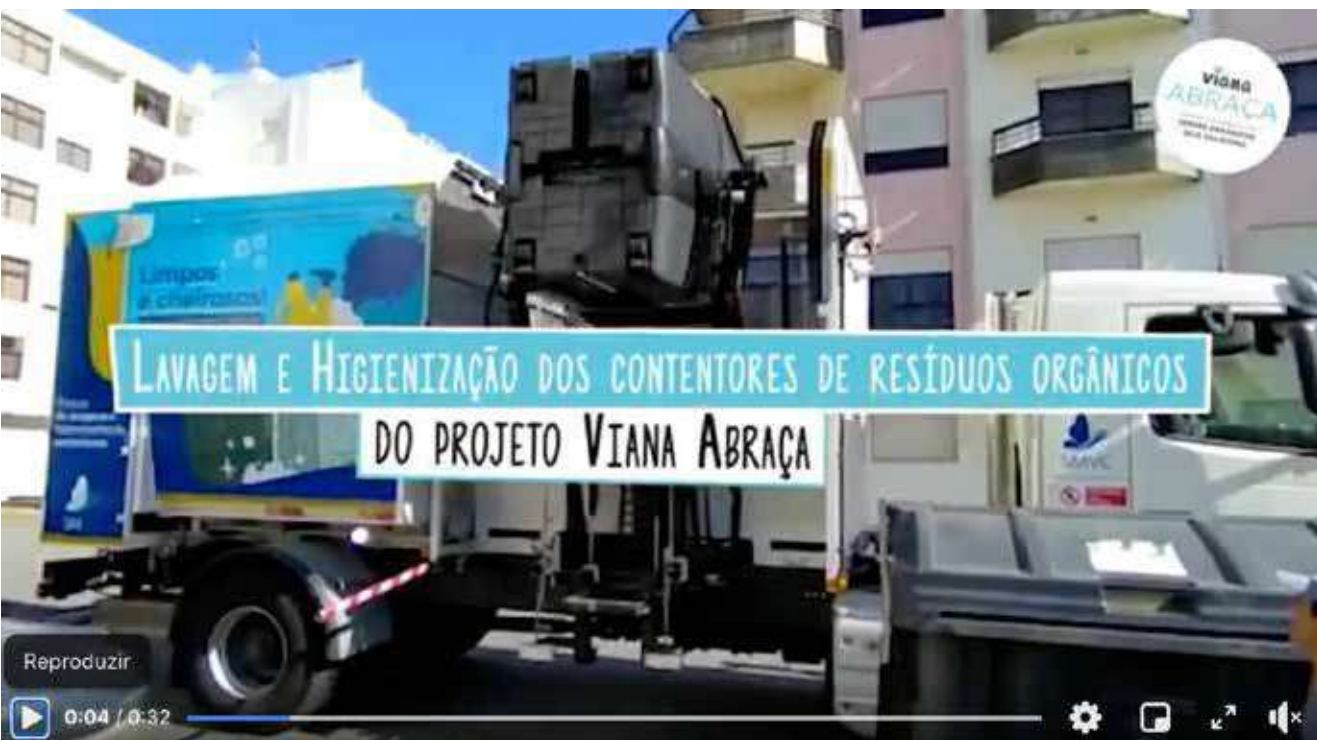 viana
ABRAÇA
Limpos
e cheirosos!
LAVAGEM E HIGIENIZAÇÃO DOS CONTENTORES DE RESÍDUOS ORGÂNICOS
DO PROJETO VIANA ABRAÇA
SMVC
Reproduzir
0:04 / 0:32